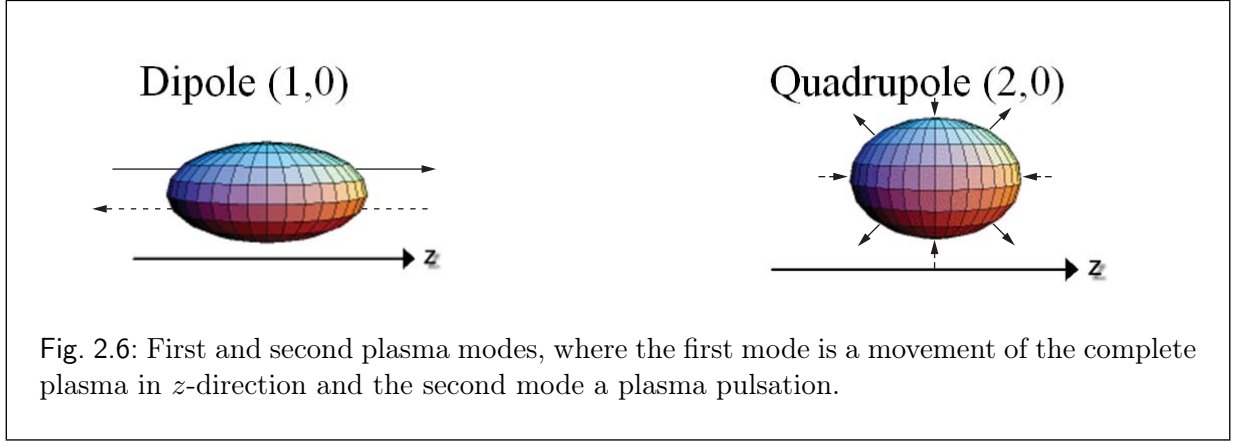 Dipole (1,0)
Quadrupole (2,0)
z
z
Fig. 2.6: First and second plasma modes, where the first mode is a movement of the complete
plasma in z-direction and the second mode a plasma pulsation.